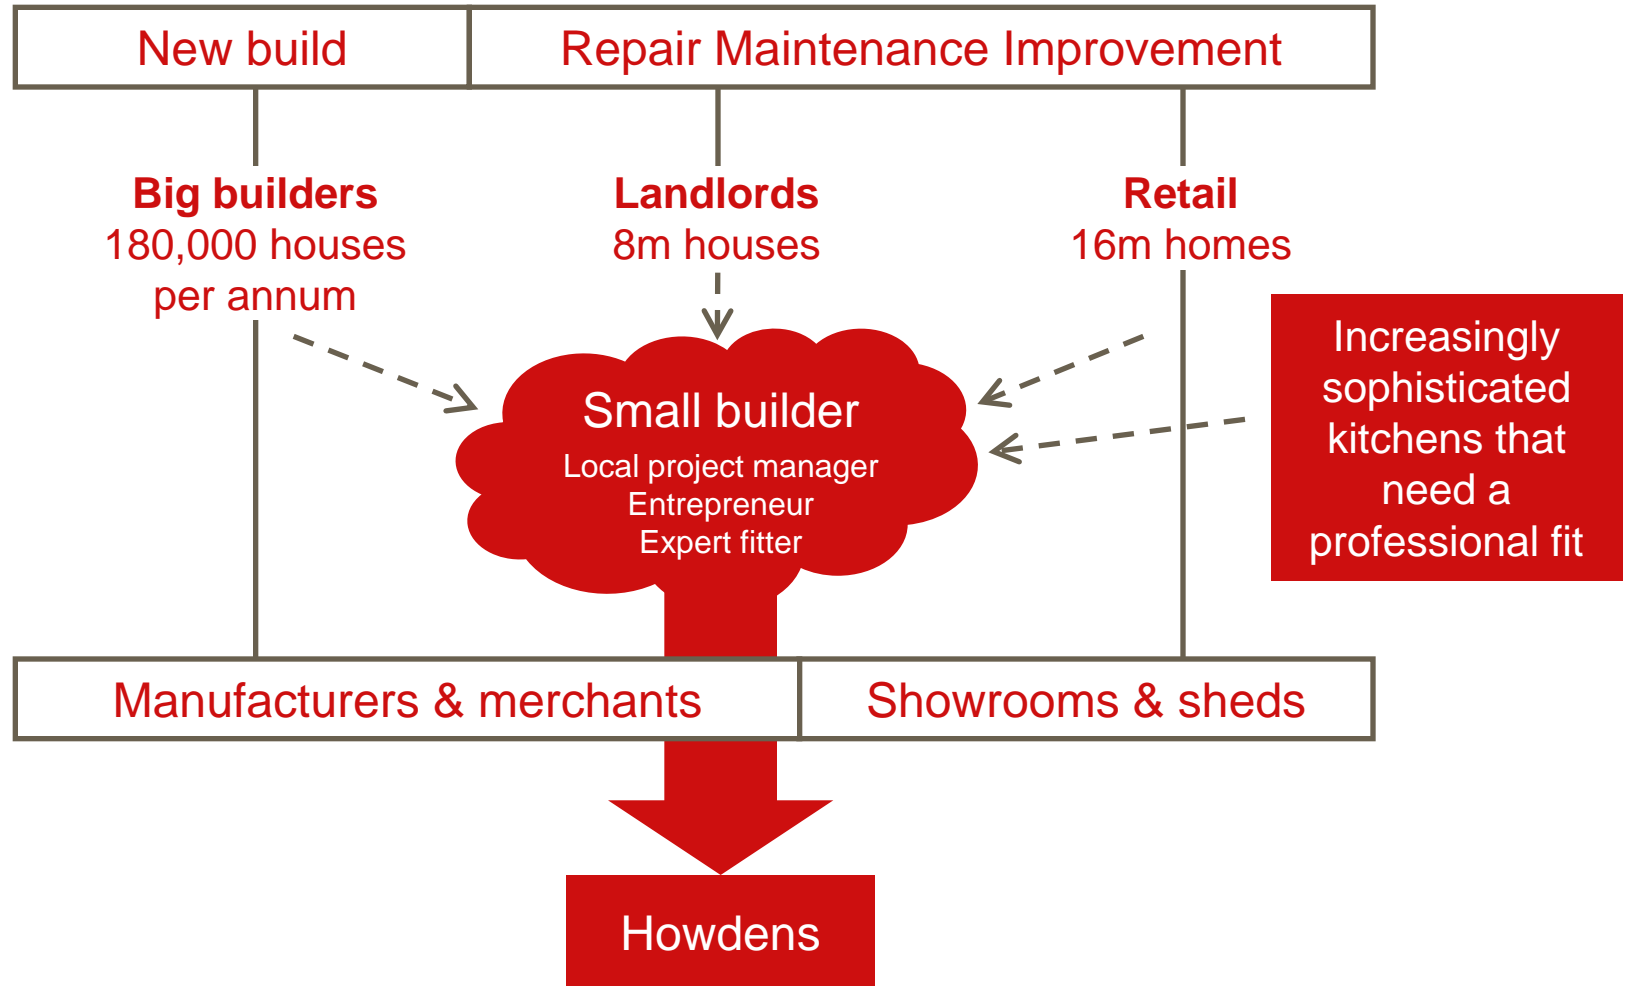 New build
Repair Maintenance Improvement
Big builders
180,000 houses
per annum
Landlords
8m houses
Retail
16m homes
Increasingly
sophisticated
kitchens that
need a
professional fit
Small builder
Local project manager
Entrepreneur
Expert fitter
Manufacturers & merchants
Showrooms & sheds
Howdens